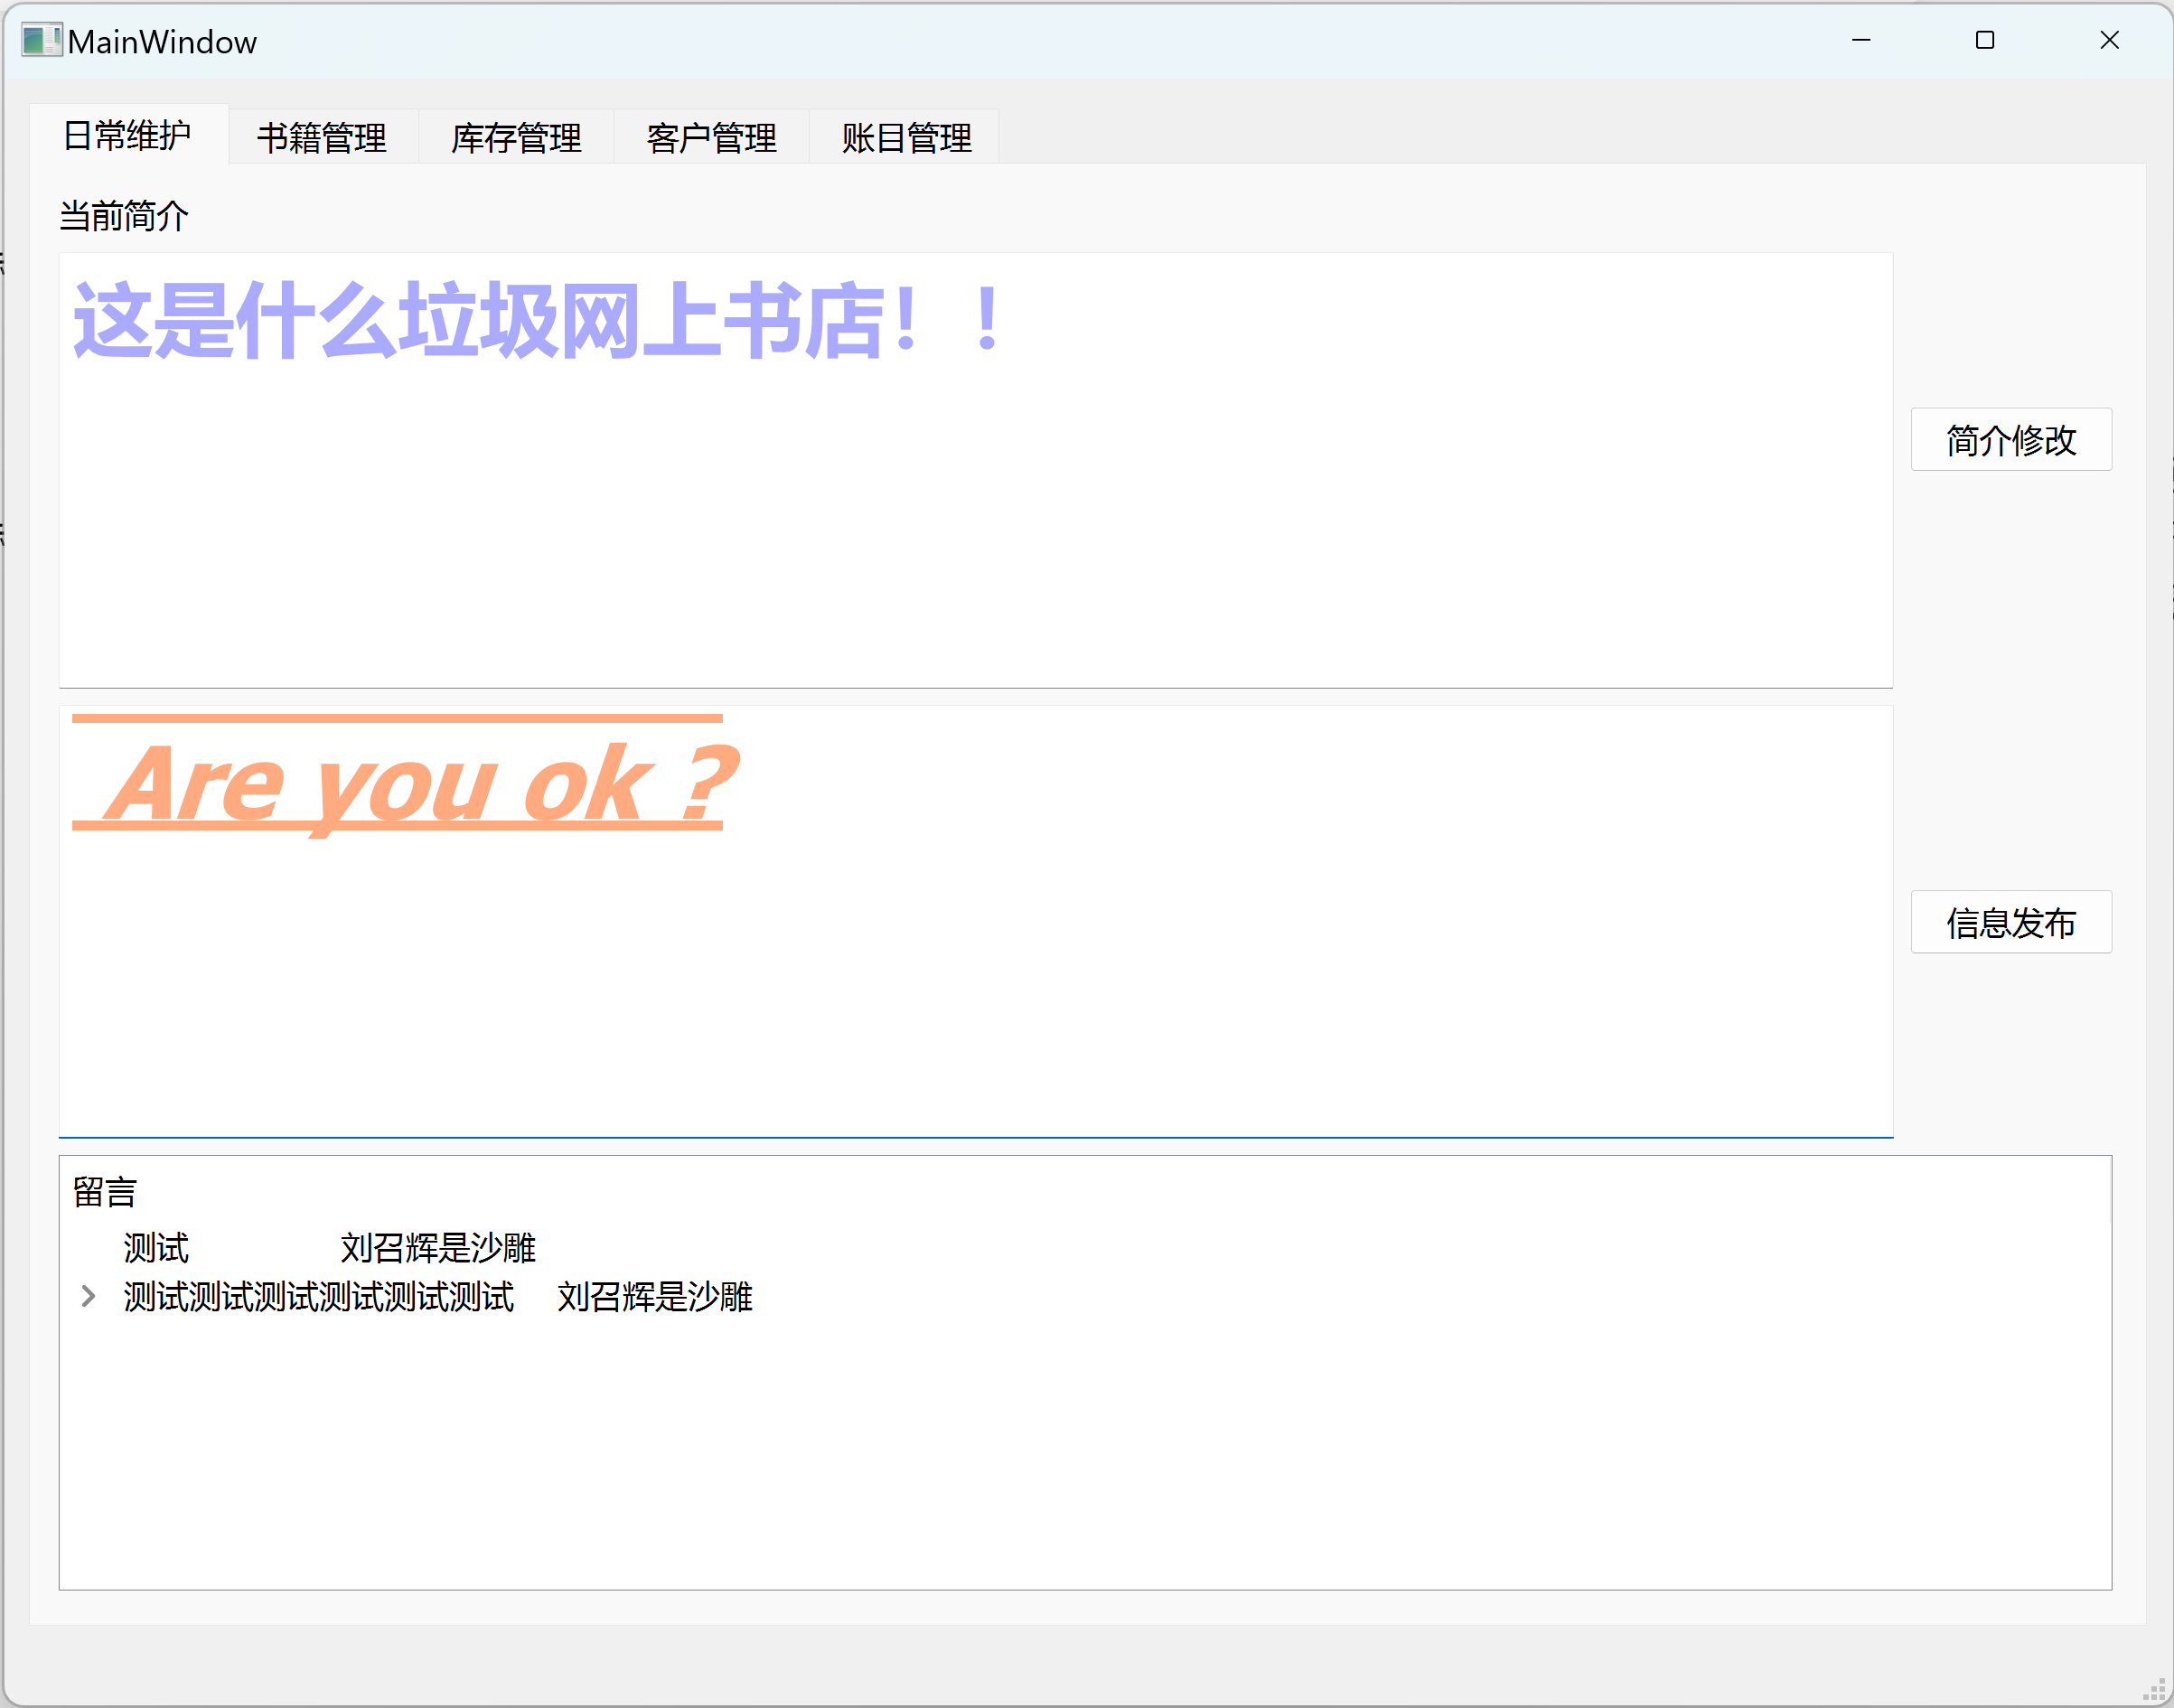 MainWindow
日常维护 书籍管理 库存管理 客户管理 账目管理
当前简介
这是什么垃圾网上书店！！
简介修改
Are you ok ?
信息发布
留言
测试 刘召辉是沙雕
测试测试测试测试测试测试 刘召辉是沙雕